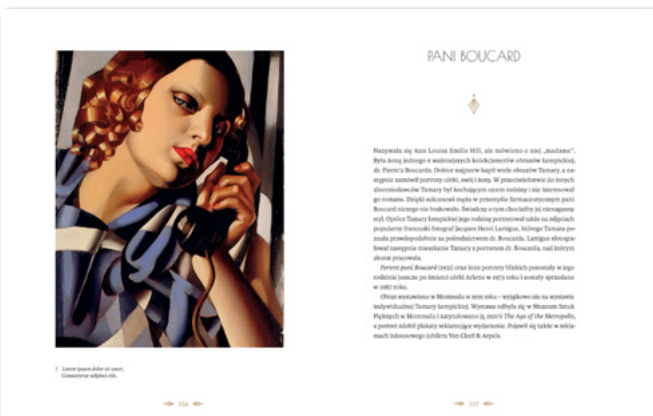 PANI BOUCARD
Nazywała się Ann Louise Emilie Hill, ale mówiono o niej „madame".
Była żoną jednego z ważniejszych kolekcjonerów obrazów Łempickiej,
dr. Pierre'a Boucarda. Doktor najpierw kupił wiele obrazów Tamary, a na-
stępnie zamówił portrety córki, swój i żony. W przeciwieństwie do innych
zleceniodawców Tamary był kochającym ojcem rodziny i nie interesował
go romans. Dzięki sukcesowi męża w przemyśle farmaceutycznym pani
Boucard niczego nie brakowało. Świadczy o tym chociażby jej nienaganny
styl. Oprócz Tamary Łempickiej jego rodzinę portretował także na zdjęciach
popularny francuski fotograf Jacques Henri Lartigue, którego Tamara po-
znała prawdopodobnie za pośrednictwem dr. Boucarda. Lartigue sfotogra-
fował następnie mieszkanie Tamary z portretem dr. Boucarda, nad którym
akurat pracowała.
Portret pani Boucard (1931) oraz inne portrety bliskich pozostały w jego
rodzinie jeszcze po śmierci córki Arlette w 1973 roku i zostały sprzedane
w 1987 roku.
Obraz wystawiono w Montrealu w 1991 roku – wyjątkowo nie na wystawie
indywidualnej Tamary Łempickiej. Wystawa odbyła się w Muzeum Sztuk
Pięknych w Montrealu i zatytułowano ją 1920's The Age of the Metropolis,
a portret zdobił plakaty reklamujące wydarzenie. Pojawił się także w rekla-
mach luksusowego jubilera Van Cleef & Arpels.
Lorem ipsum dolor sit amet,
Consectetur adipisci elit,
116
117